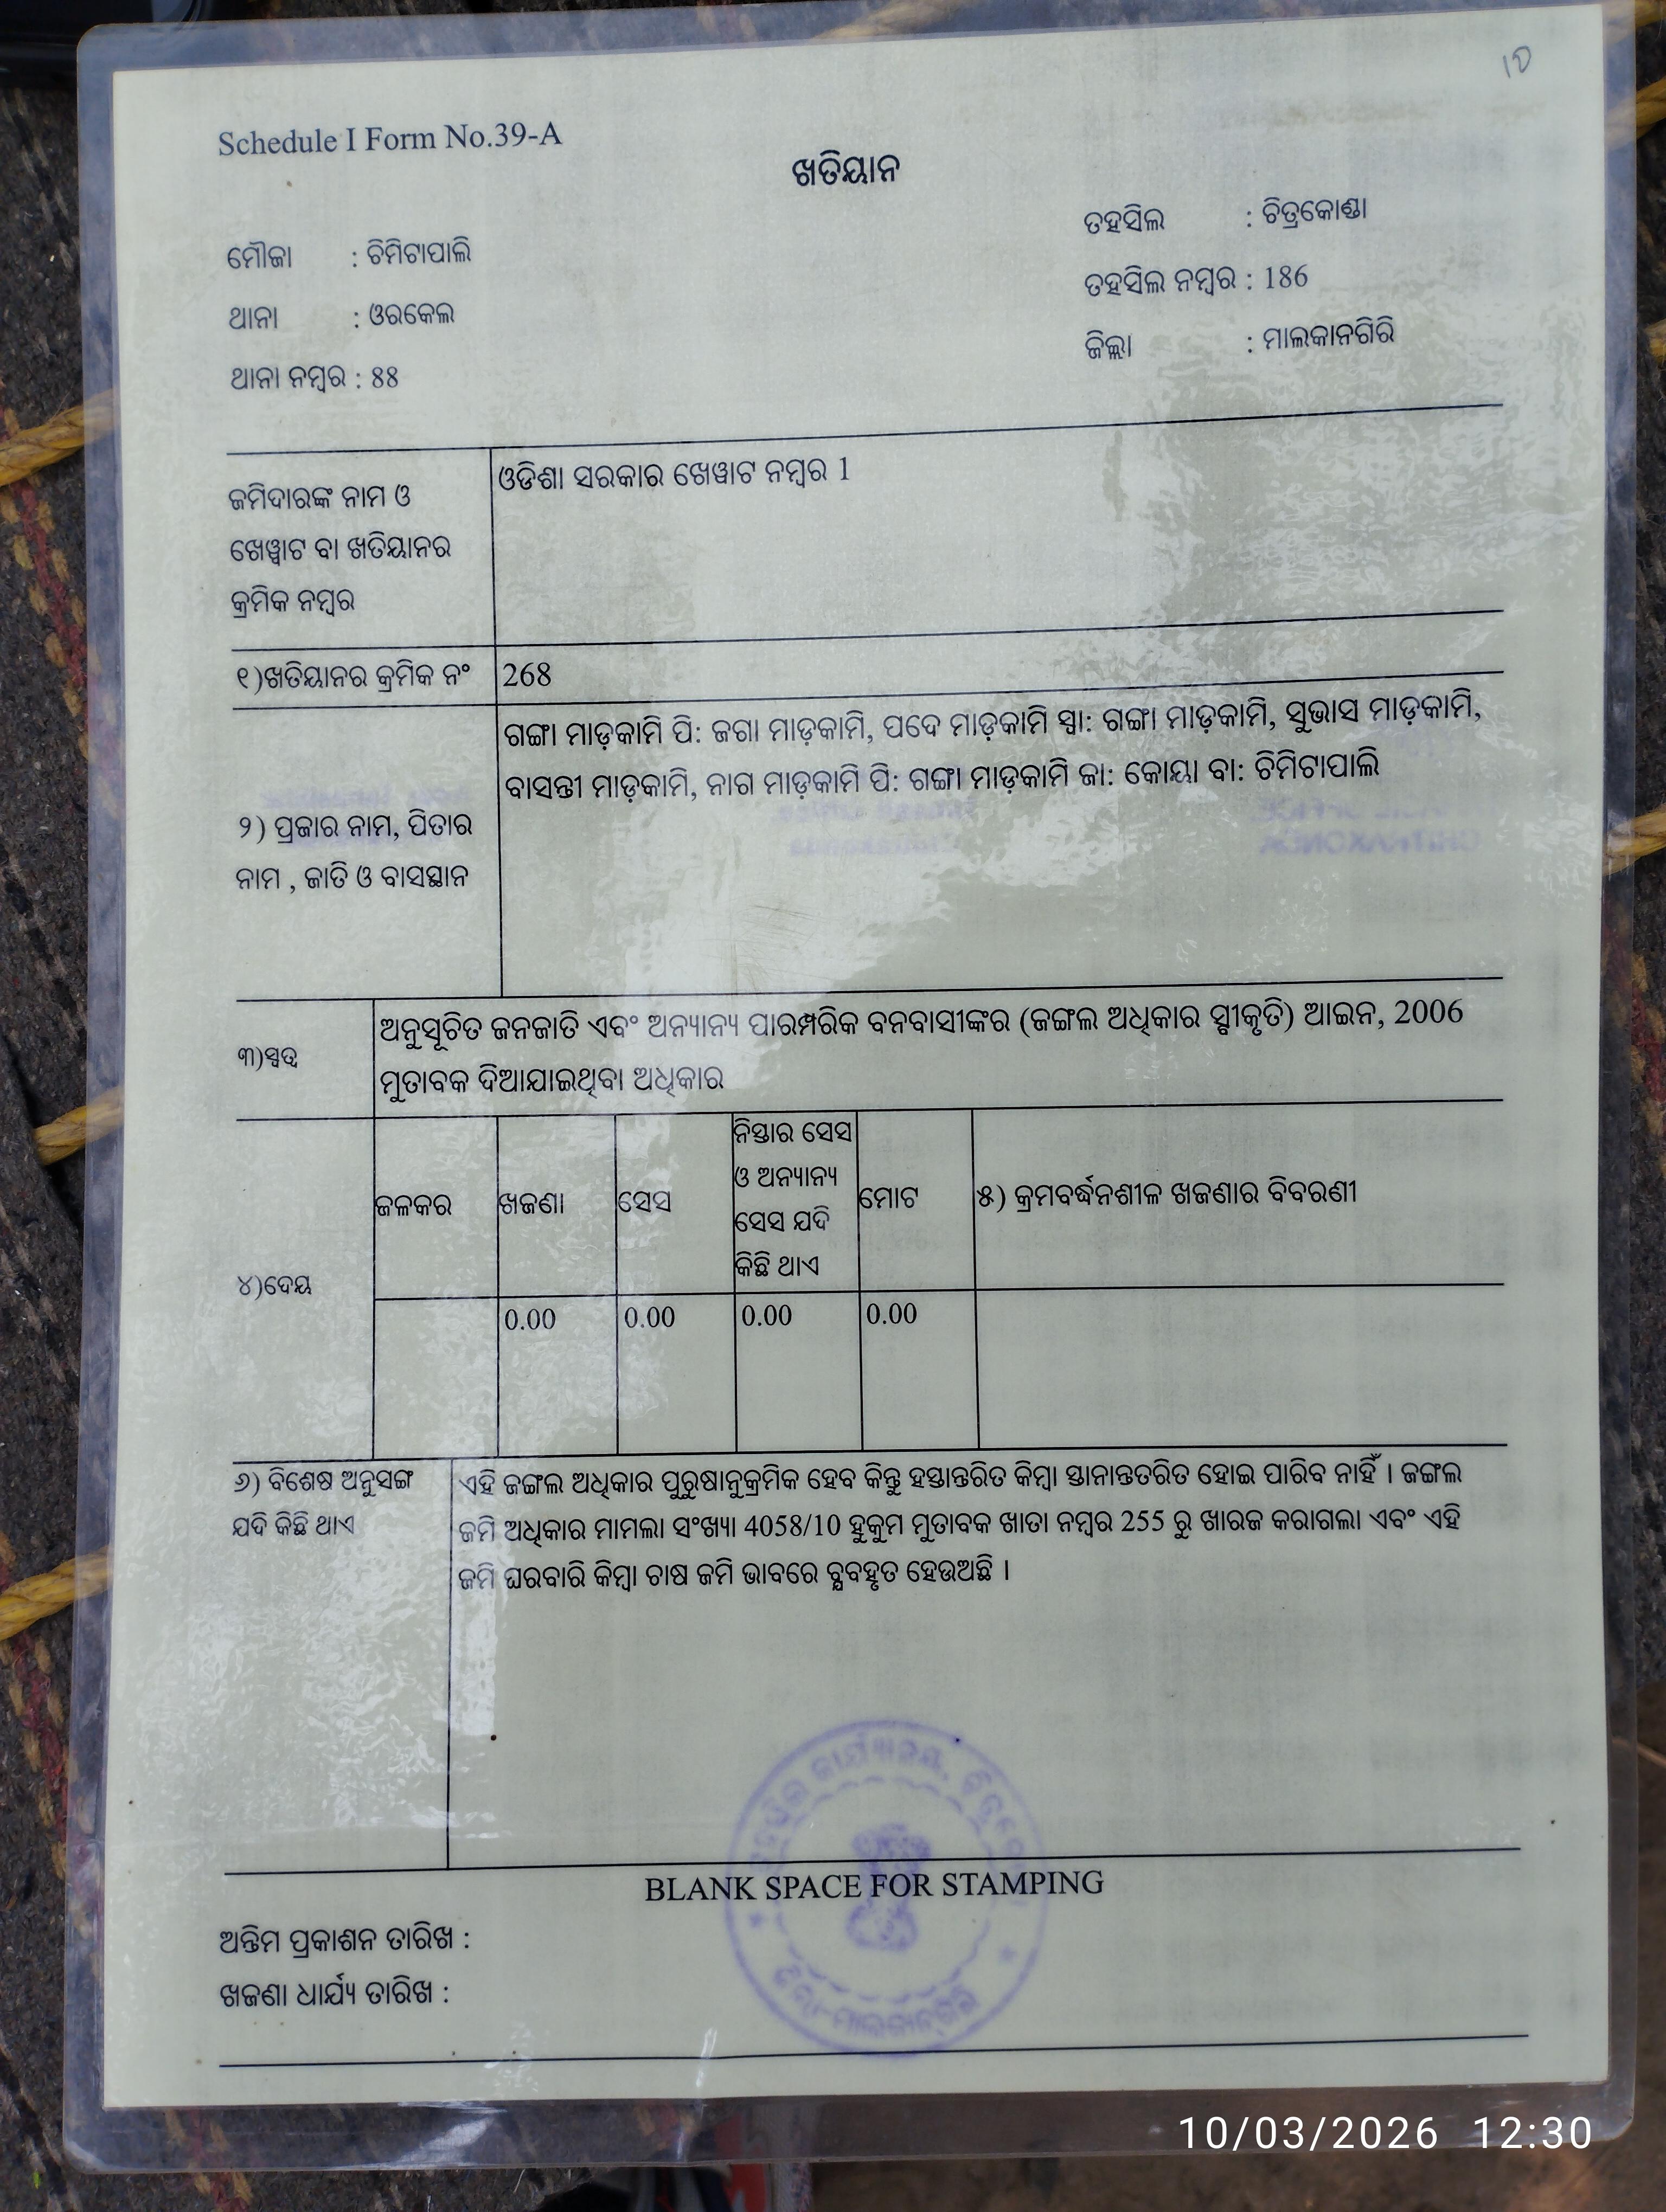 Schedule I Form No.39-A
ଖତିୟାନ
ମୌଜା : ଚିମିଟାପାଲି
ଥାନା : ଓରକେଲ
ଥାନା ନମ୍ବର : 88
ତହସିଲ : ଚିତ୍ରକୋଣ୍ଡା
ତହସିଲ ନମ୍ବର : 186
ଜିଲ୍ଲା : ମାଲକାନଗିରି
ଜମିଦାରଙ୍କ ନାମ ଓ
ଖେୱାଟ ବା ଖତିୟାନର
କ୍ରମିକ ନମ୍ବର
ଓଡିଶା ସରକାର ଖେୱାଟ ନମ୍ବର 1
୧)ଖତିୟାନର କ୍ରମିକ ନଂ
268
୨) ପ୍ରଜାର ନାମ, ପିତାର
ନାମ , ଜାତି ଓ ବାସସ୍ଥାନ
ଗଙ୍ଗା ମାଡ଼କାମି ପି: ଜଗା ମାଡ଼କାମି, ପଦେ ମାଡ଼କାମି ସ୍ଵା: ଗଙ୍ଗା ମାଡ଼କାମି, ସୁଭାସ ମାଡ଼କାମି,
ବାସନ୍ତୀ ମାଡ଼କାମି, ନାଗ ମାଡ଼କାମି ପି: ଗଙ୍ଗା ମାଡ଼କାମି ଜା: କୋୟା ବା: ଚିମିଟାପାଲି
୩)ସ୍ୱତ୍ୱ
ଅନୁସୂଚିତ ଜନଜାତି ଏବଂ ଅନ୍ୟାନ୍ୟ ପାରମ୍ପରିକ ବନବାସୀଙ୍କର (ଜଙ୍ଗଲ ଅଧିକାର ସ୍ବୀକୃତି) ଆଇନ, 2006
ମୁତାବକ ଦିଆଯାଇଥିବା ଅଧିକାର
୪)ଦେୟ
ଜଳକର
ଖଜଣା
ସେସ
ନିସ୍ତାର ସେସ
ଓ ଅନ୍ୟାନ୍ୟ
ସେସ ଯଦି
କିଛି ଥାଏ
ମୋଟ
୫) କ୍ରମବର୍ଦ୍ଧନଶୀଳ ଖଜଣାର ବିବରଣୀ
0.00 0.00 0.00 0.00
୬) ବିଶେଷ ଅନୁସଙ୍ଗ
ଯଦି କିଛି ଥାଏ
ଏହି ଜଙ୍ଗଲ ଅଧିକାର ପୁରୁଷାନୁକ୍ରମିକ ହେବ କିନ୍ତୁ ହସ୍ତାନ୍ତରିତ କିମ୍ବା ସ୍ତାନାନ୍ତତରିତ ହୋଇ ପାରିବ ନାହିଁ । ଜଙ୍ଗଲ
ଜମି ଅଧିକାର ମାମଲା ସଂଖ୍ୟା 4058/10 ହୁକୁମ ମୁତାବକ ଖାତା ନମ୍ବର 255 ରୁ ଖାରଜ କରାଗଲା ଏବଂ ଏହି
ଜମି ଘରବାରି କିମ୍ବା ଚାଷ ଜମି ଭାବରେ ବ୍ଯବହୃତ ହେଉଅଛି ।
BLANK SPACE FOR STAMPING
ଅନ୍ତିମ ପ୍ରକାଶନ ତାରିଖ :
ଖଜଣା ଧାର୍ଯ୍ୟ ତାରିଖ :
10/03/2026 12:30